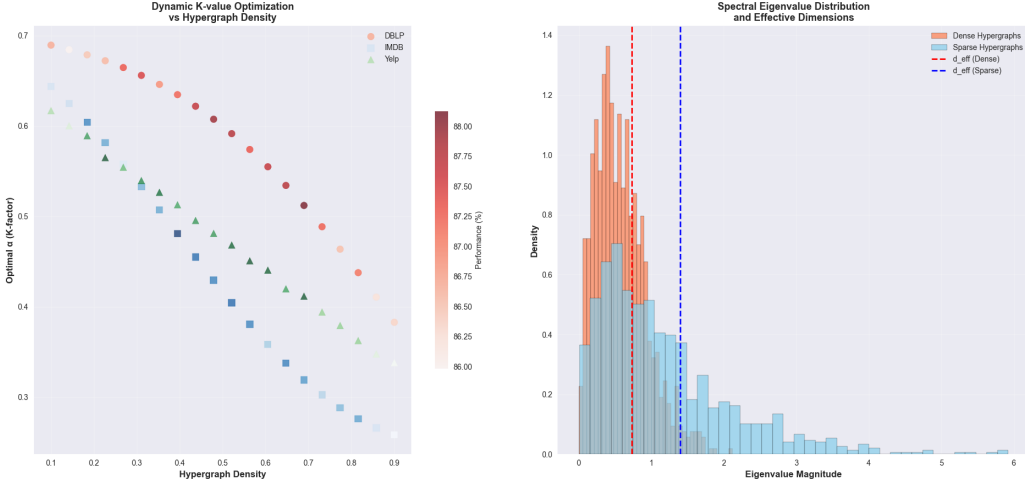 Dynamic K-value Optimization
vs Hypergraph Density
Optimal α (K-factor)
0.7
0.6
0.5
0.4
0.3
DBLP
IMDB
Yelp
0.1 0.2 0.3 0.4 0.5 0.6 0.7 0.8 0.9
Hypergraph Density
88.00
87.75
87.50
87.25
87.00
86.75
86.50
86.25
86.00
Performance (%)
Spectral Eigenvalue Distribution
and Effective Dimensions
Density
1.4
1.2
1.0
0.8
0.6
0.4
0.2
0.0
Dense Hypergraphs
Sparse Hypergraphs
d_eff (Dense)
d_eff (Sparse)
0 1 2 3 4 5 6
Eigenvalue Magnitude